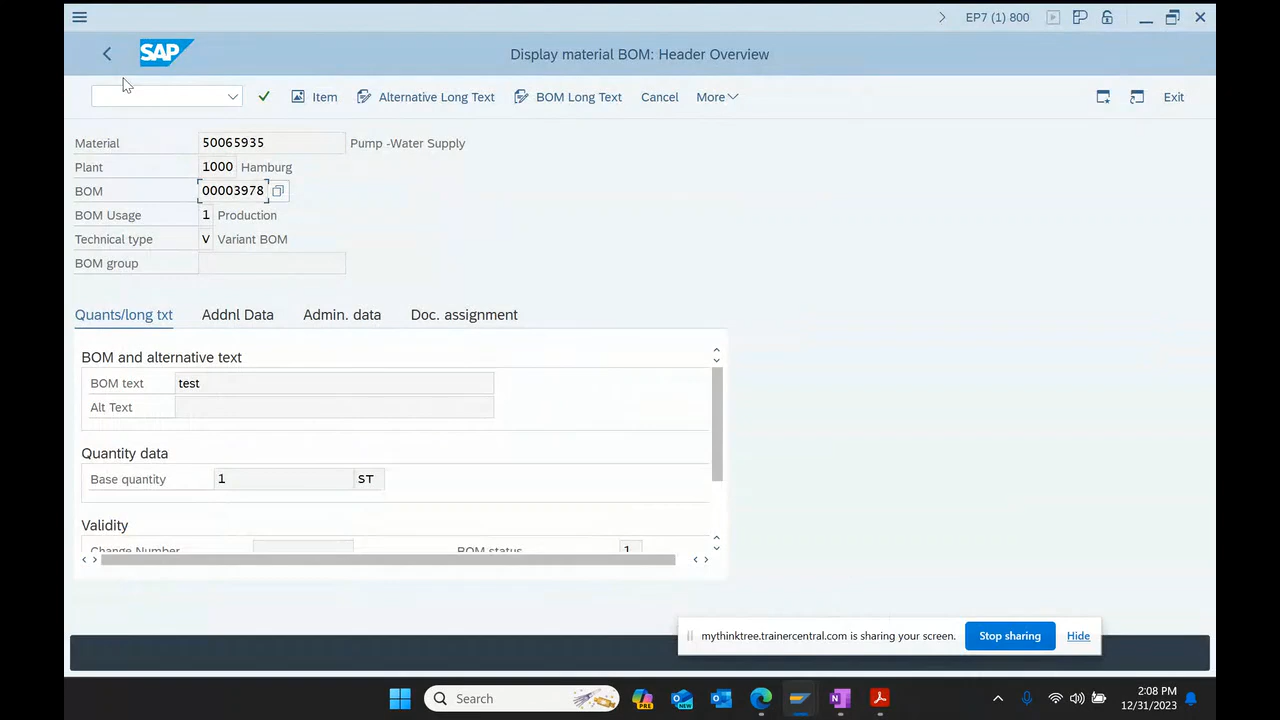 EP7 (1) 800
SAP
Display material BOM: Header Overview
Item
Alternative Long Text
BOM Long Text
Cancel
More
Exit
Material 50065935 Pump -Water Supply
Plant 1000 Hamburg
BOM 00003978
BOM Usage 1 Production
Technical type V Variant BOM
BOM group
Quants/long txt
Addnl Data
Admin. data
Doc. assignment
BOM and alternative text
BOM text test
Alt Text
Quantity data
Base quantity 1 ST
Validity
Change Number
BOM status 1
mythinktree.trainercentral.com is sharing your screen.
Stop sharing
Hide
Search
PRE
NEW
N
2:08 PM
12/31/2023